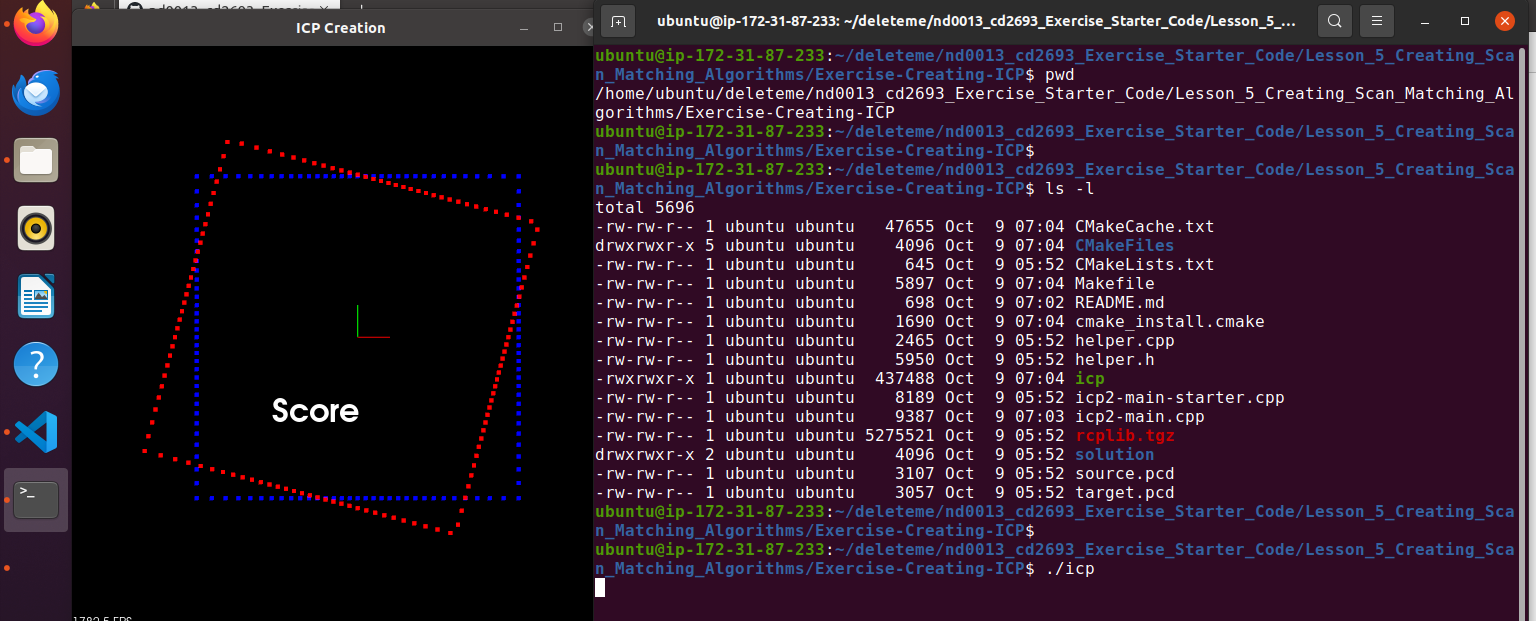 nd0013_cd2693_Exercise
ICP Creation
Score
1782.5 FPS
ubuntu@ip-172-31-87-233: ~/deleteme/nd0013_cd2693_Exercise_Starter_Code/Lesson_5_...
ubuntu@ip-172-31-87-233:~/deleteme/nd0013_cd2693_Exercise_Starter_Code/Lesson_5_Creating_Sca
n_Matching_Algorithms/Exercise-Creating-ICP$ pwd
/home/ubuntu/deleteme/nd0013_cd2693_Exercise_Starter_Code/Lesson_5_Creating_Scan_Matching_Al
gorithms/Exercise-Creating-ICP
ubuntu@ip-172-31-87-233:~/deleteme/nd0013_cd2693_Exercise_Starter_Code/Lesson_5_Creating_Sca
n_Matching_Algorithms/Exercise-Creating-ICP$
ubuntu@ip-172-31-87-233:~/deleteme/nd0013_cd2693_Exercise_Starter_Code/Lesson_5_Creating_Sca
n_Matching_Algorithms/Exercise-Creating-ICP$ ls -l
total 5696
-rw-rw-r-- 1 ubuntu ubuntu   47655 Oct  9 07:04 CMakeCache.txt
drwxrwxr-x 5 ubuntu ubuntu    4096 Oct  9 07:04 CMakeFiles
-rw-rw-r-- 1 ubuntu ubuntu     645 Oct  9 05:52 CMakeLists.txt
-rw-rw-r-- 1 ubuntu ubuntu    5897 Oct  9 07:04 Makefile
-rw-rw-r-- 1 ubuntu ubuntu     698 Oct  9 07:02 README.md
-rw-rw-r-- 1 ubuntu ubuntu    1690 Oct  9 07:04 cmake_install.cmake
-rw-rw-r-- 1 ubuntu ubuntu    2465 Oct  9 05:52 helper.cpp
-rw-rw-r-- 1 ubuntu ubuntu    5950 Oct  9 05:52 helper.h
-rwxrwxr-x 1 ubuntu ubuntu  437488 Oct  9 07:04 icp
-rw-rw-r-- 1 ubuntu ubuntu    8189 Oct  9 05:52 icp2-main-starter.cpp
-rw-rw-r-- 1 ubuntu ubuntu    9387 Oct  9 07:03 icp2-main.cpp
-rw-rw-r-- 1 ubuntu ubuntu 5275521 Oct  9 05:52 rcplib.tgz
drwxrwxr-x 2 ubuntu ubuntu    4096 Oct  9 05:52 solution
-rw-rw-r-- 1 ubuntu ubuntu    3107 Oct  9 05:52 source.pcd
-rw-rw-r-- 1 ubuntu ubuntu    3057 Oct  9 05:52 target.pcd
ubuntu@ip-172-31-87-233:~/deleteme/nd0013_cd2693_Exercise_Starter_Code/Lesson_5_Creating_Sca
n_Matching_Algorithms/Exercise-Creating-ICP$
ubuntu@ip-172-31-87-233:~/deleteme/nd0013_cd2693_Exercise_Starter_Code/Lesson_5_Creating_Sca
n_Matching_Algorithms/Exercise-Creating-ICP$ ./icp